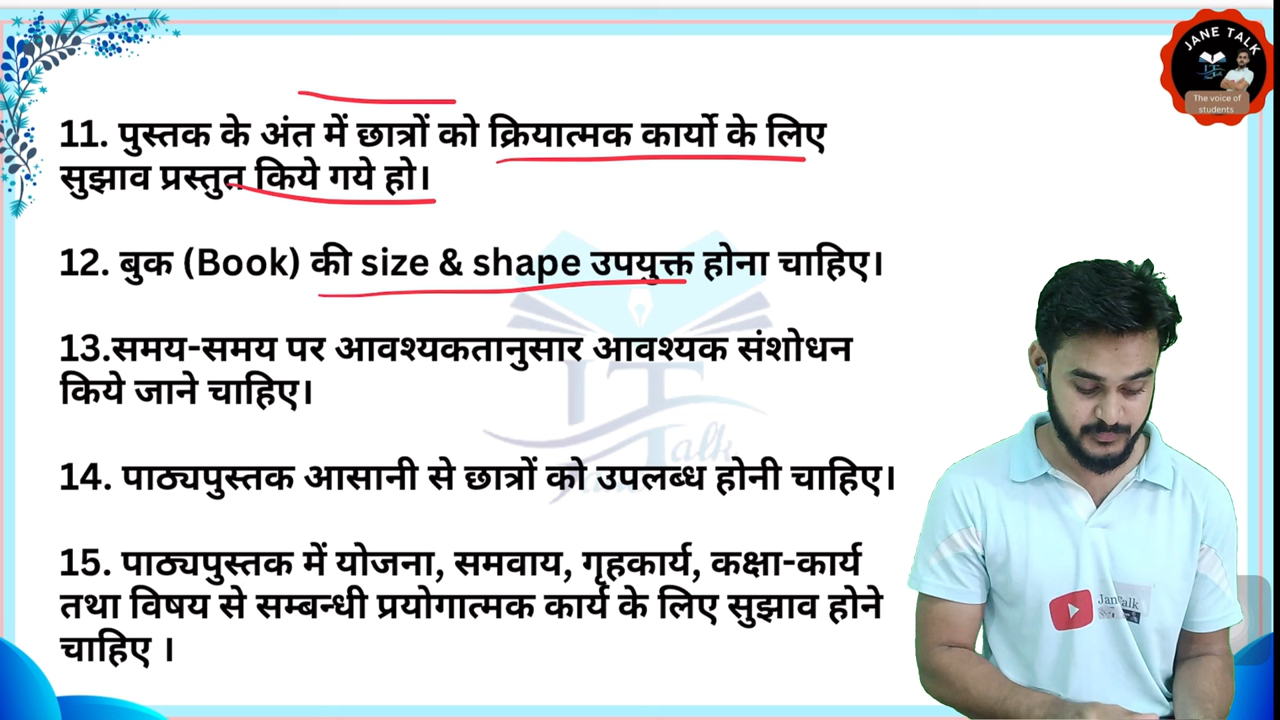 JANE TALK
The voice of
students
11. पुस्तक के अंत में छात्रों को क्रियात्मक कार्यो के लिए
सुझाव प्रस्तुत किये गये हो।
12. बुक (Book) की size & shape उपयुक्त होना चाहिए।
13.समय-समय पर आवश्यकतानुसार आवश्यक संशोधन
किये जाने चाहिए।
14. पाठ्यपुस्तक आसानी से छात्रों को उपलब्ध होनी चाहिए।
15. पाठ्यपुस्तक में योजना, समवाय, गृहकार्य, कक्षा-कार्य
तथा विषय से सम्बन्धी प्रयोगात्मक कार्य के लिए सुझाव होने
चाहिए ।